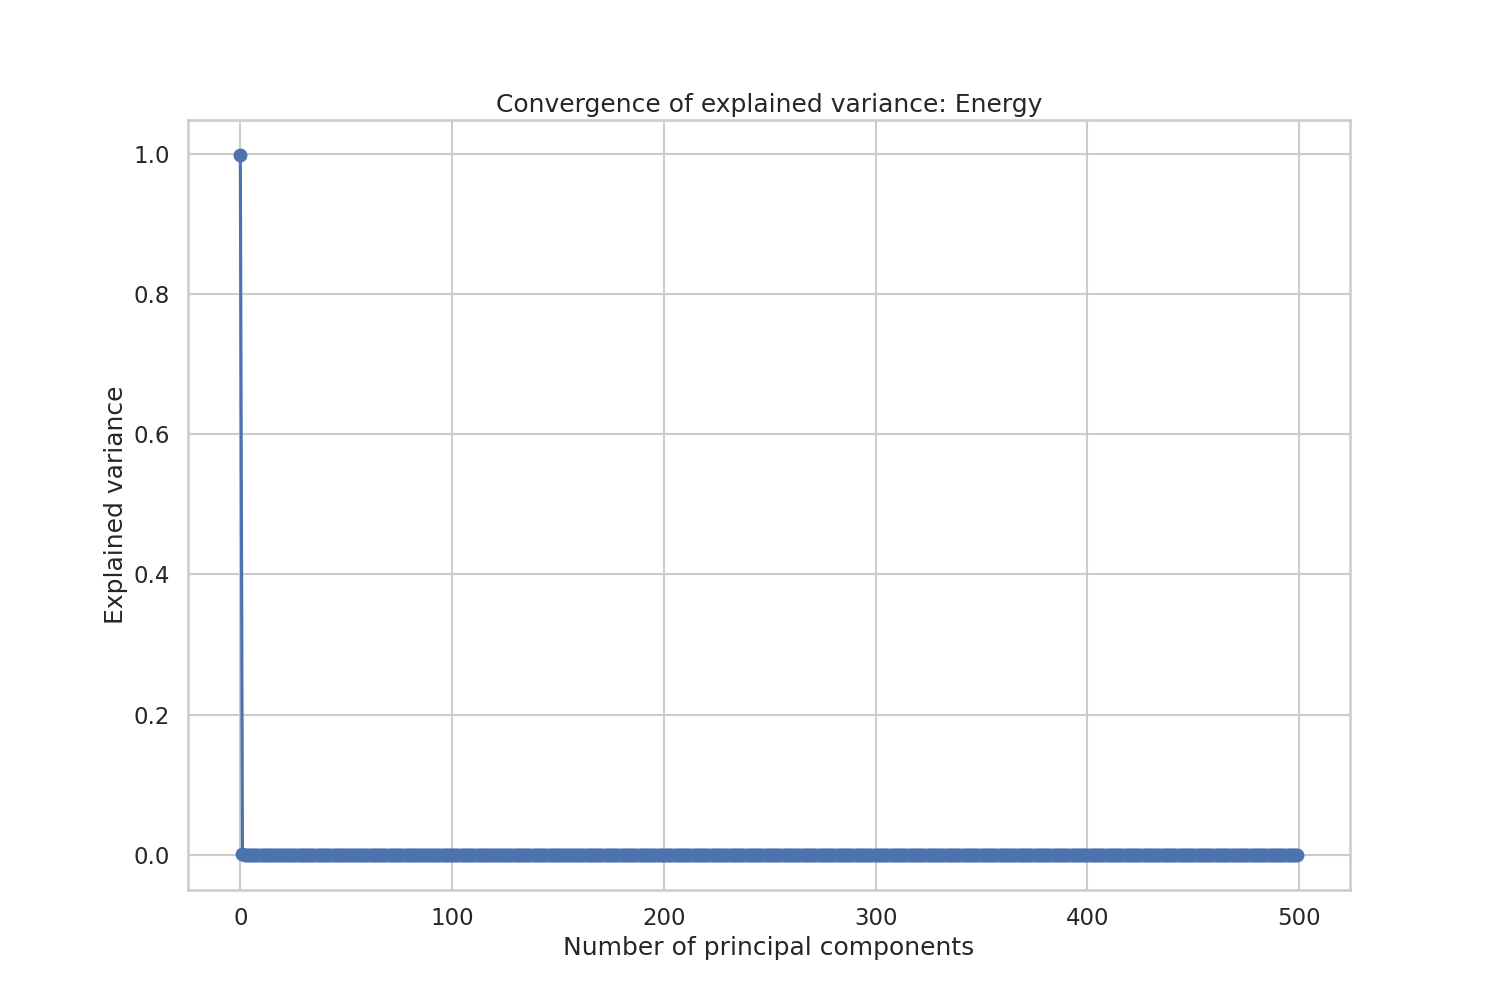 Convergence of explained variance: Energy
1.0
0.8
0.6
0.4
0.2
0.0
Explained variance
0 100 200 300 400 500
Number of principal components